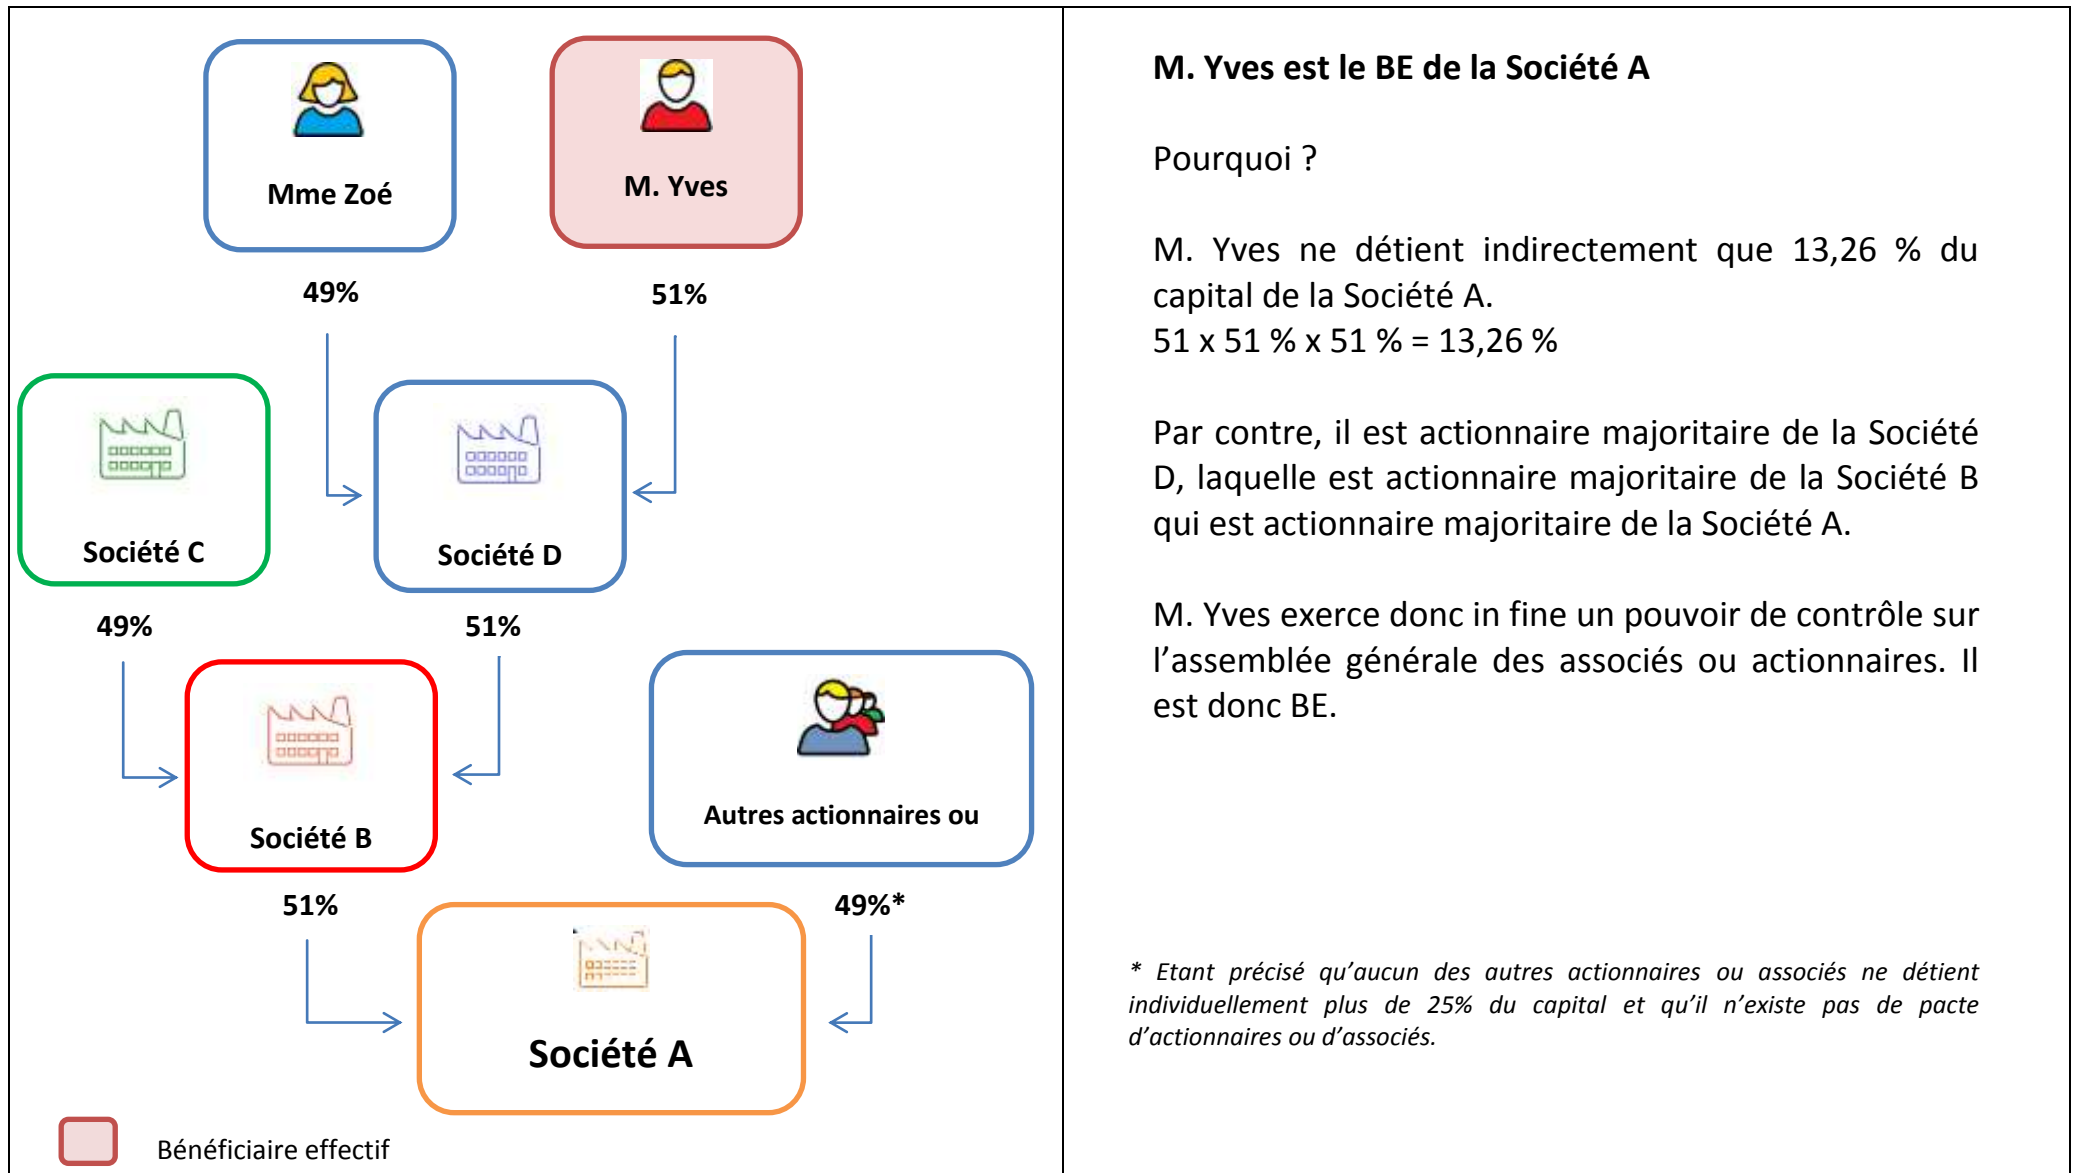 Mme Zoé
M. Yves
49%
51%
Société C
Société D
49%
51%
Société B
Autres actionnaires ou
51%
49%*
Société A
Bénéficiaire effectif
M. Yves est le BE de la Société A
Pourquoi ?
M. Yves ne détient indirectement que 13,26 % du
capital de la Société A.
51 x 51 % x 51 % = 13,26 %
Par contre, il est actionnaire majoritaire de la Société
D, laquelle est actionnaire majoritaire de la Société B
qui est actionnaire majoritaire de la Société A.
M. Yves exerce donc in fine un pouvoir de contrôle sur
l’assemblée générale des associés ou actionnaires. Il
est donc BE.
* Etant précisé qu’aucun des autres actionnaires ou associés ne détient
individuellement plus de 25% du capital et qu’il n’existe pas de pacte
d’actionnaires ou d’associés.